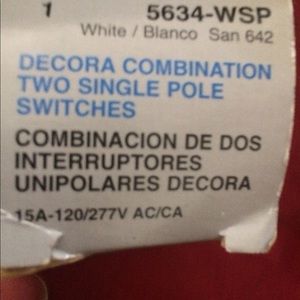 1 5634-WSP
White / Blanco San 642
DECORA COMBINATION
TWO SINGLE POLE
SWITCHES
COMBINACION DE DOS
INTERRUPTORES
UNIPOLARES DECORA
15A-120/277V AC/CA